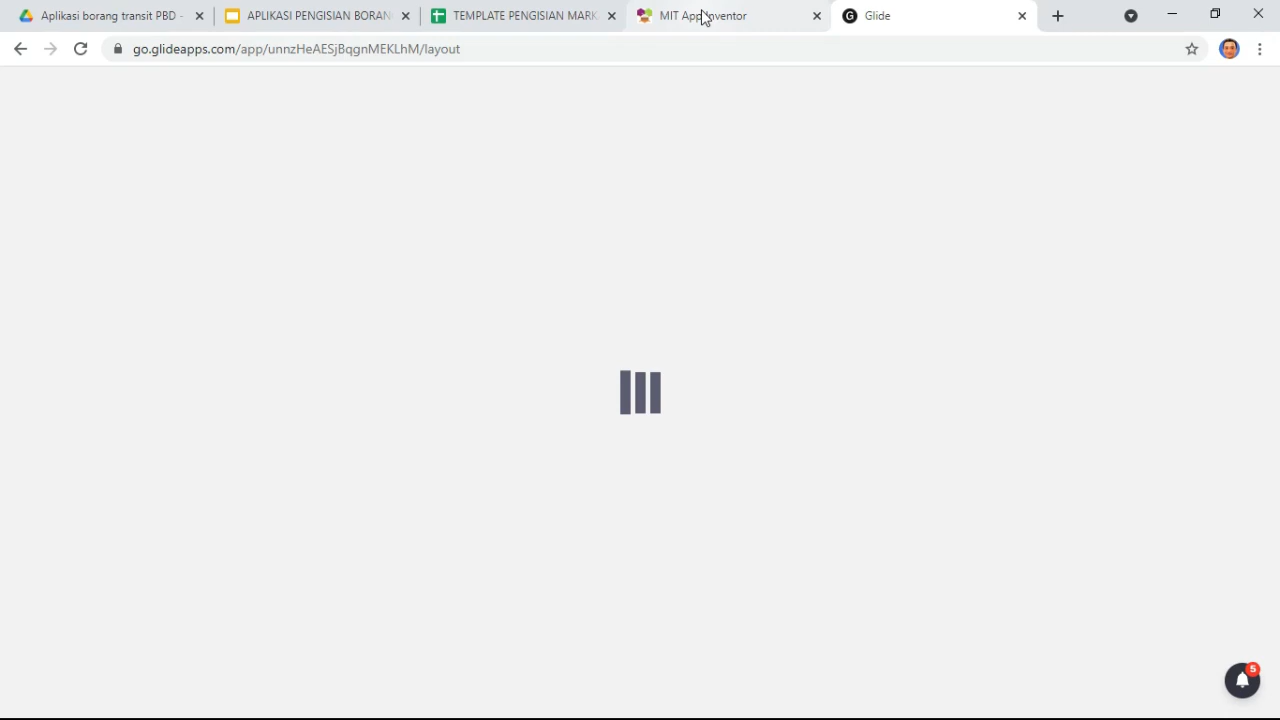 Aplikasi borang transit PBD -
APLIKASI PENGISIAN BORAN
TEMPLATE PENGISIAN MARK
MIT App Inventor
Glide
go.glideapps.com/app/unnzHeAESjBqgnMEKLhM/layout
5